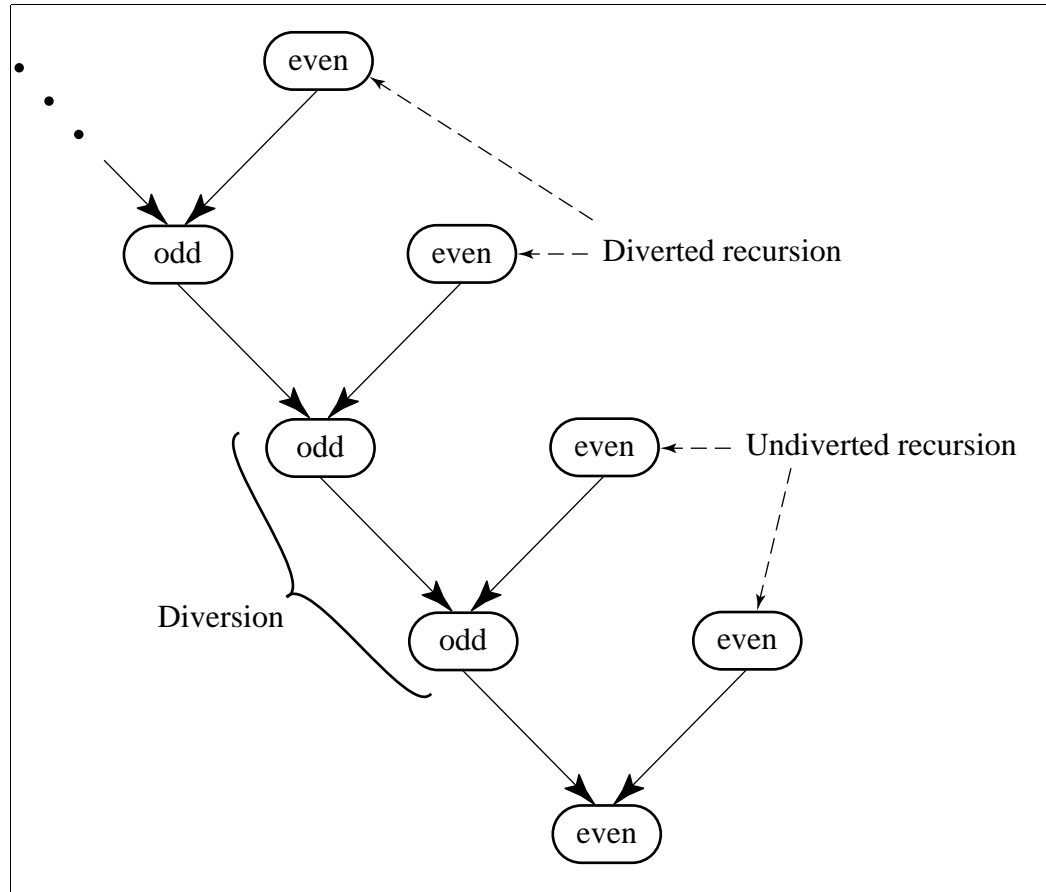 even
odd
even
Diverted recursion
odd
even
Undiverted recursion
Diversion
odd
even
even